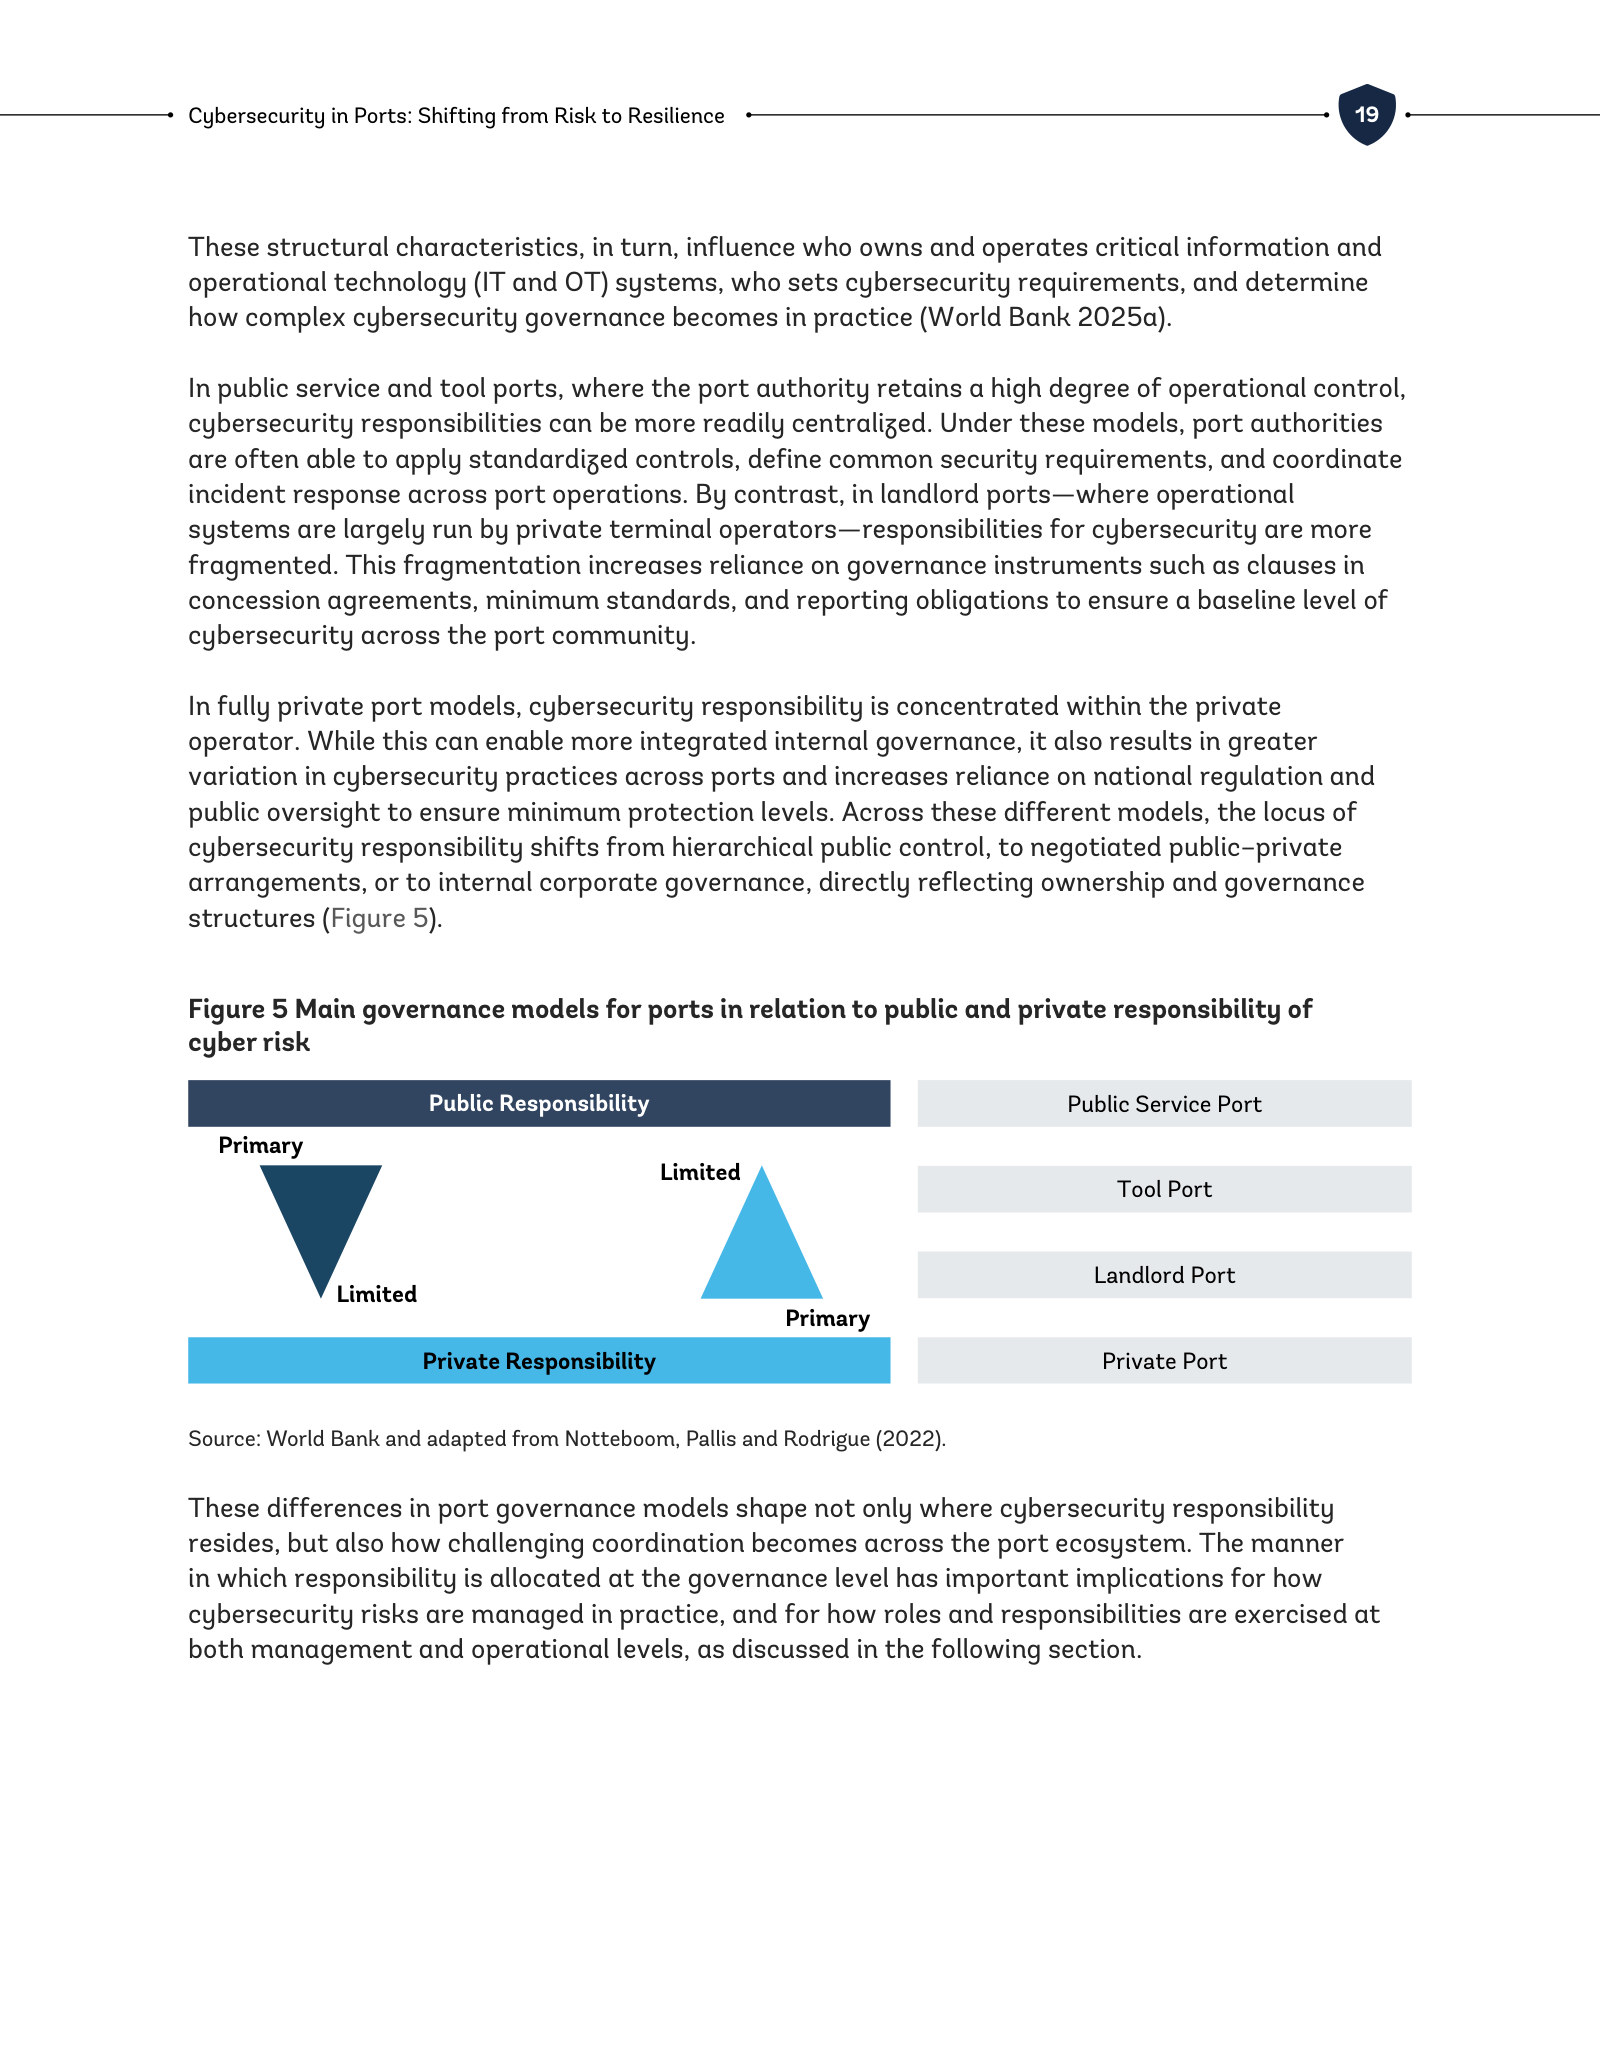 Cybersecurity in Ports: Shifting from Risk to Resilience
19
These structural characteristics, in turn, influence who owns and operates critical information and
operational technology (IT and OT) systems, who sets cybersecurity requirements, and determine
how complex cybersecurity governance becomes in practice (World Bank 2025a).
In public service and tool ports, where the port authority retains a high degree of operational control,
cybersecurity responsibilities can be more readily centralized. Under these models, port authorities
are often able to apply standardized controls, define common security requirements, and coordinate
incident response across port operations. By contrast, in landlord ports—where operational
systems are largely run by private terminal operators—responsibilities for cybersecurity are more
fragmented. This fragmentation increases reliance on governance instruments such as clauses in
concession agreements, minimum standards, and reporting obligations to ensure a baseline level of
cybersecurity across the port community.
In fully private port models, cybersecurity responsibility is concentrated within the private
operator. While this can enable more integrated internal governance, it also results in greater
variation in cybersecurity practices across ports and increases reliance on national regulation and
public oversight to ensure minimum protection levels. Across these different models, the locus of
cybersecurity responsibility shifts from hierarchical public control, to negotiated public–private
arrangements, or to internal corporate governance, directly reflecting ownership and governance
structures (Figure 5).
Figure 5 Main governance models for ports in relation to public and private responsibility of
cyber risk
Public Responsibility
Primary
Limited
Limited
Primary
Private Responsibility
Public Service Port
Tool Port
Landlord Port
Private Port
Source: World Bank and adapted from Notteboom, Pallis and Rodrigue (2022).
These differences in port governance models shape not only where cybersecurity responsibility
resides, but also how challenging coordination becomes across the port ecosystem. The manner
in which responsibility is allocated at the governance level has important implications for how
cybersecurity risks are managed in practice, and for how roles and responsibilities are exercised at
both management and operational levels, as discussed in the following section.